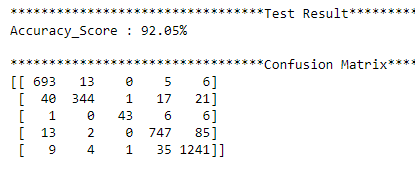 *********************************Test Result*********
Accuracy_Score : 92.05%
*********************************Confusion Matrix****
[[ 693 13 0 5 6]
[ 40 344 1 17 21]
[ 1 0 43 6 6]
[ 13 2 0 747 85]
[ 9 4 1 35 1241]]